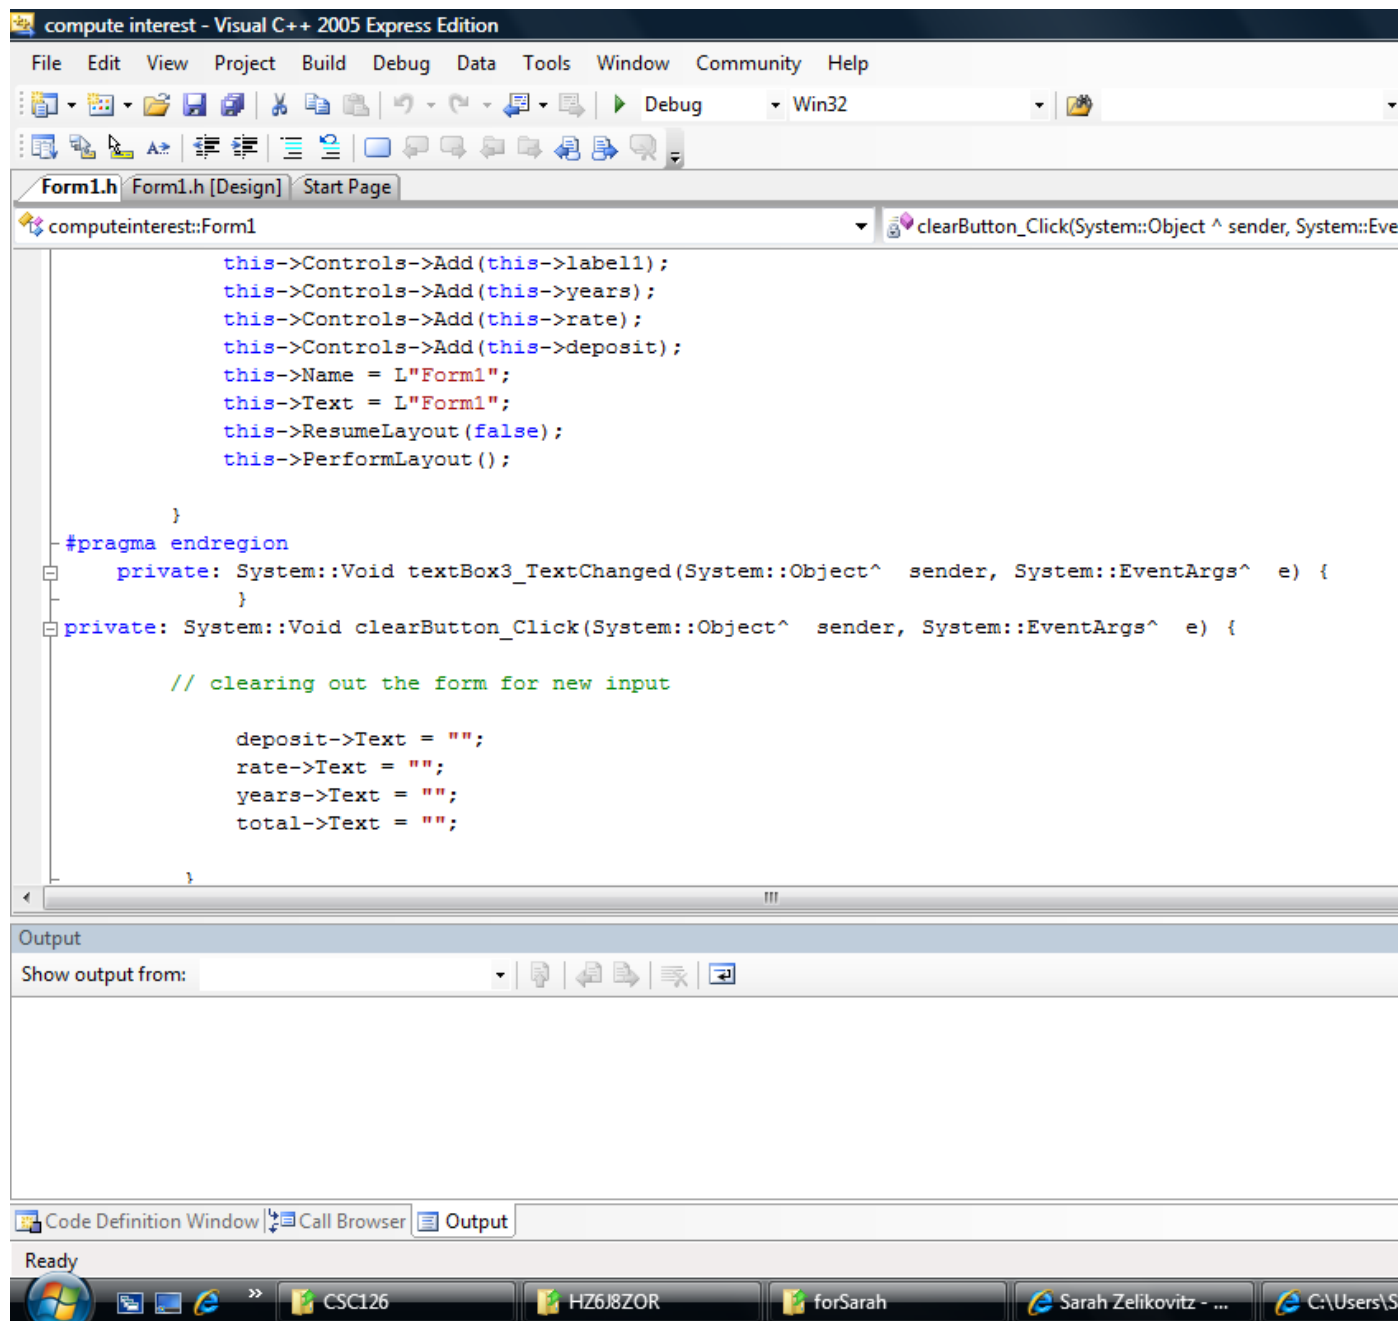 compute interest - Visual C++ 2005 Express Edition
File Edit View Project Build Debug Data Tools Window Community Help
Debug Win32
Form1.h Form1.h [Design] Start Page
computeinterest::Form1 clearButton_Click(System::Object ^ sender, System::Eve
this->Controls->Add(this->label1);
this->Controls->Add(this->years);
this->Controls->Add(this->rate);
this->Controls->Add(this->deposit);
this->Name = L"Form1";
this->Text = L"Form1";
this->ResumeLayout(false);
this->PerformLayout();
}
#pragma endregion
private: System::Void textBox3_TextChanged(System::Object^  sender, System::EventArgs^  e) {
}
private: System::Void clearButton_Click(System::Object^  sender, System::EventArgs^  e) {
// clearing out the form for new input
deposit->Text = "";
rate->Text = "";
years->Text = "";
total->Text = "";
}
Output
Show output from:
Code Definition Window Call Browser Output
Ready
CSC126 HZ6J8ZOR forSarah Sarah Zelikovitz - ... C:\Users\S